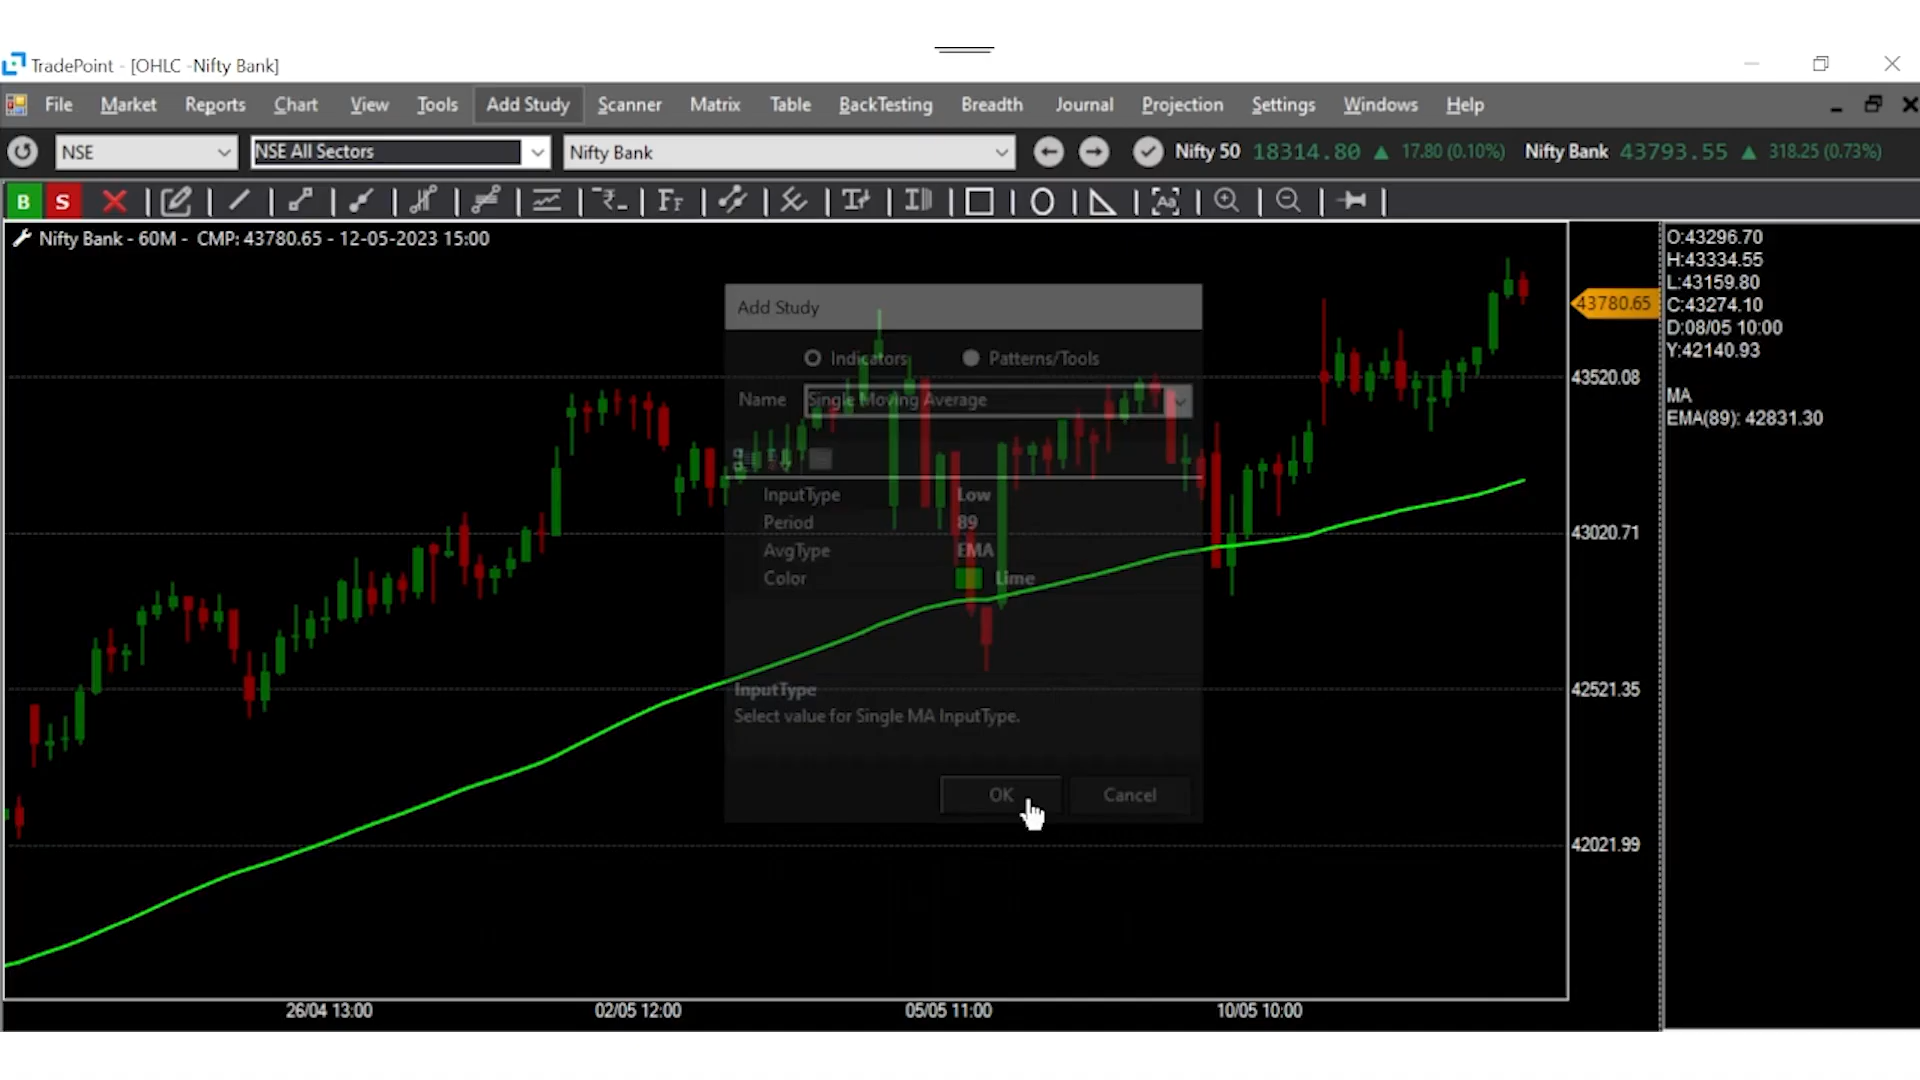 TradePoint - [OHLC -Nifty Bank]
File Market Reports Chart View Tools Add Study Scanner Matrix Table BackTesting Breadth Journal Projection Settings Windows Help
NSE NSE All Sectors Nifty Bank Nifty 50 18314.80 ▲ 17.80 (0.10%) Nifty Bank 43793.55 ▲ 318.25 (0.73%)
B S
Nifty Bank - 60M - CMP: 43780.65 - 12-05-2023 15:00
O:43296.70
H:43334.55
L:43159.80
C:43274.10
D:08/05 10:00
Y:42140.93
MA
EMA(89): 42831.30
43780.65
43520.08
43020.71
42521.35
42021.99
Add Study
Indicators Patterns/Tools
Name Single Moving Average
InputType Low
Period 89
AvgType EMA
Color Lime
InputType
Select value for Single MA InputType.
OK Cancel
26/04 13:00 02/05 12:00 05/05 11:00 10/05 10:00